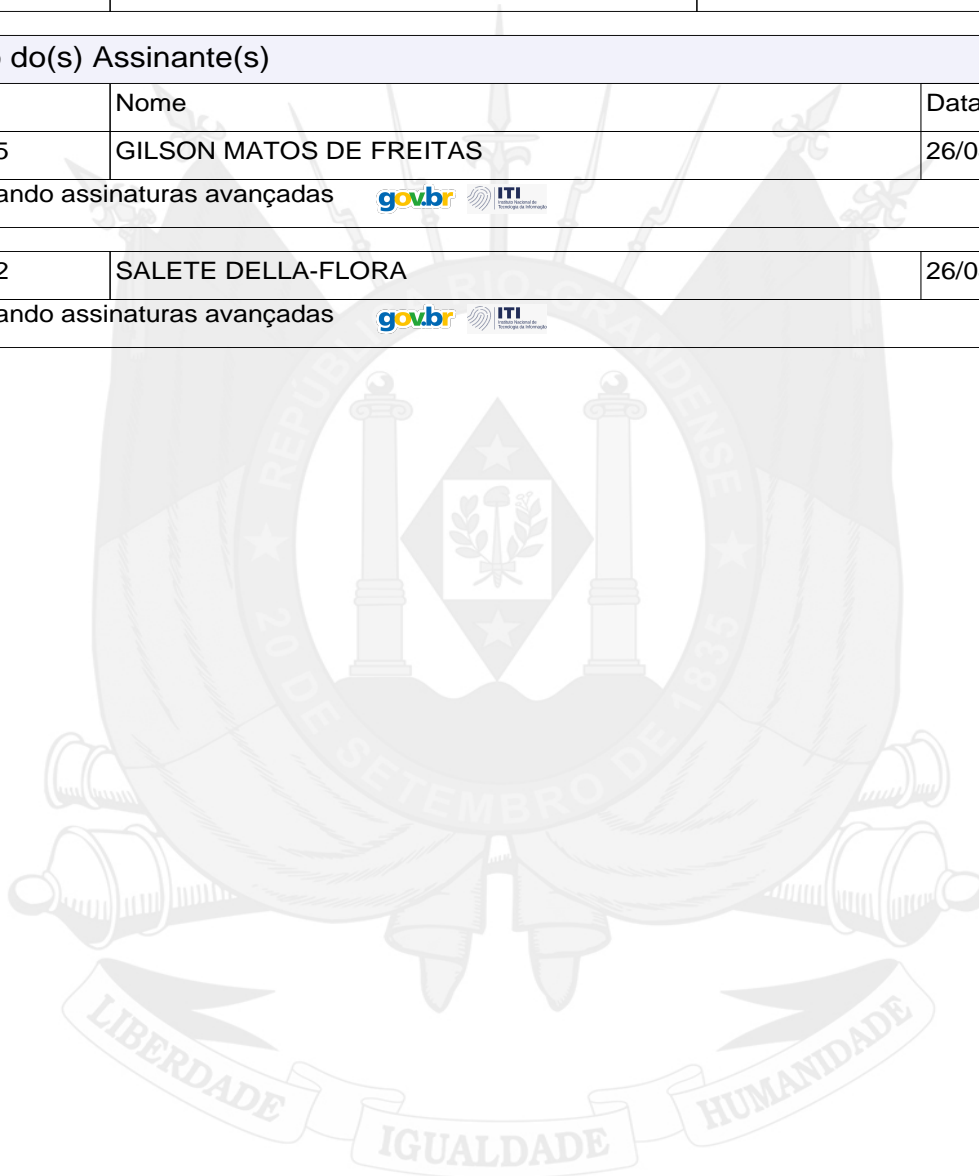 do(s) Assinante(s)
Nome Data
5 GILSON MATOS DE FREITAS 26/0
ando assinaturas avançadas gov.br ITI
2 SALETE DELLA-FLORA 26/0
ando assinaturas avançadas gov.br ITI
REPÚBLICA RIO-GRANDENSE
20 DE SETEMBRO DE 1835
LIBERDADE IGUALDADE HUMANIDADE